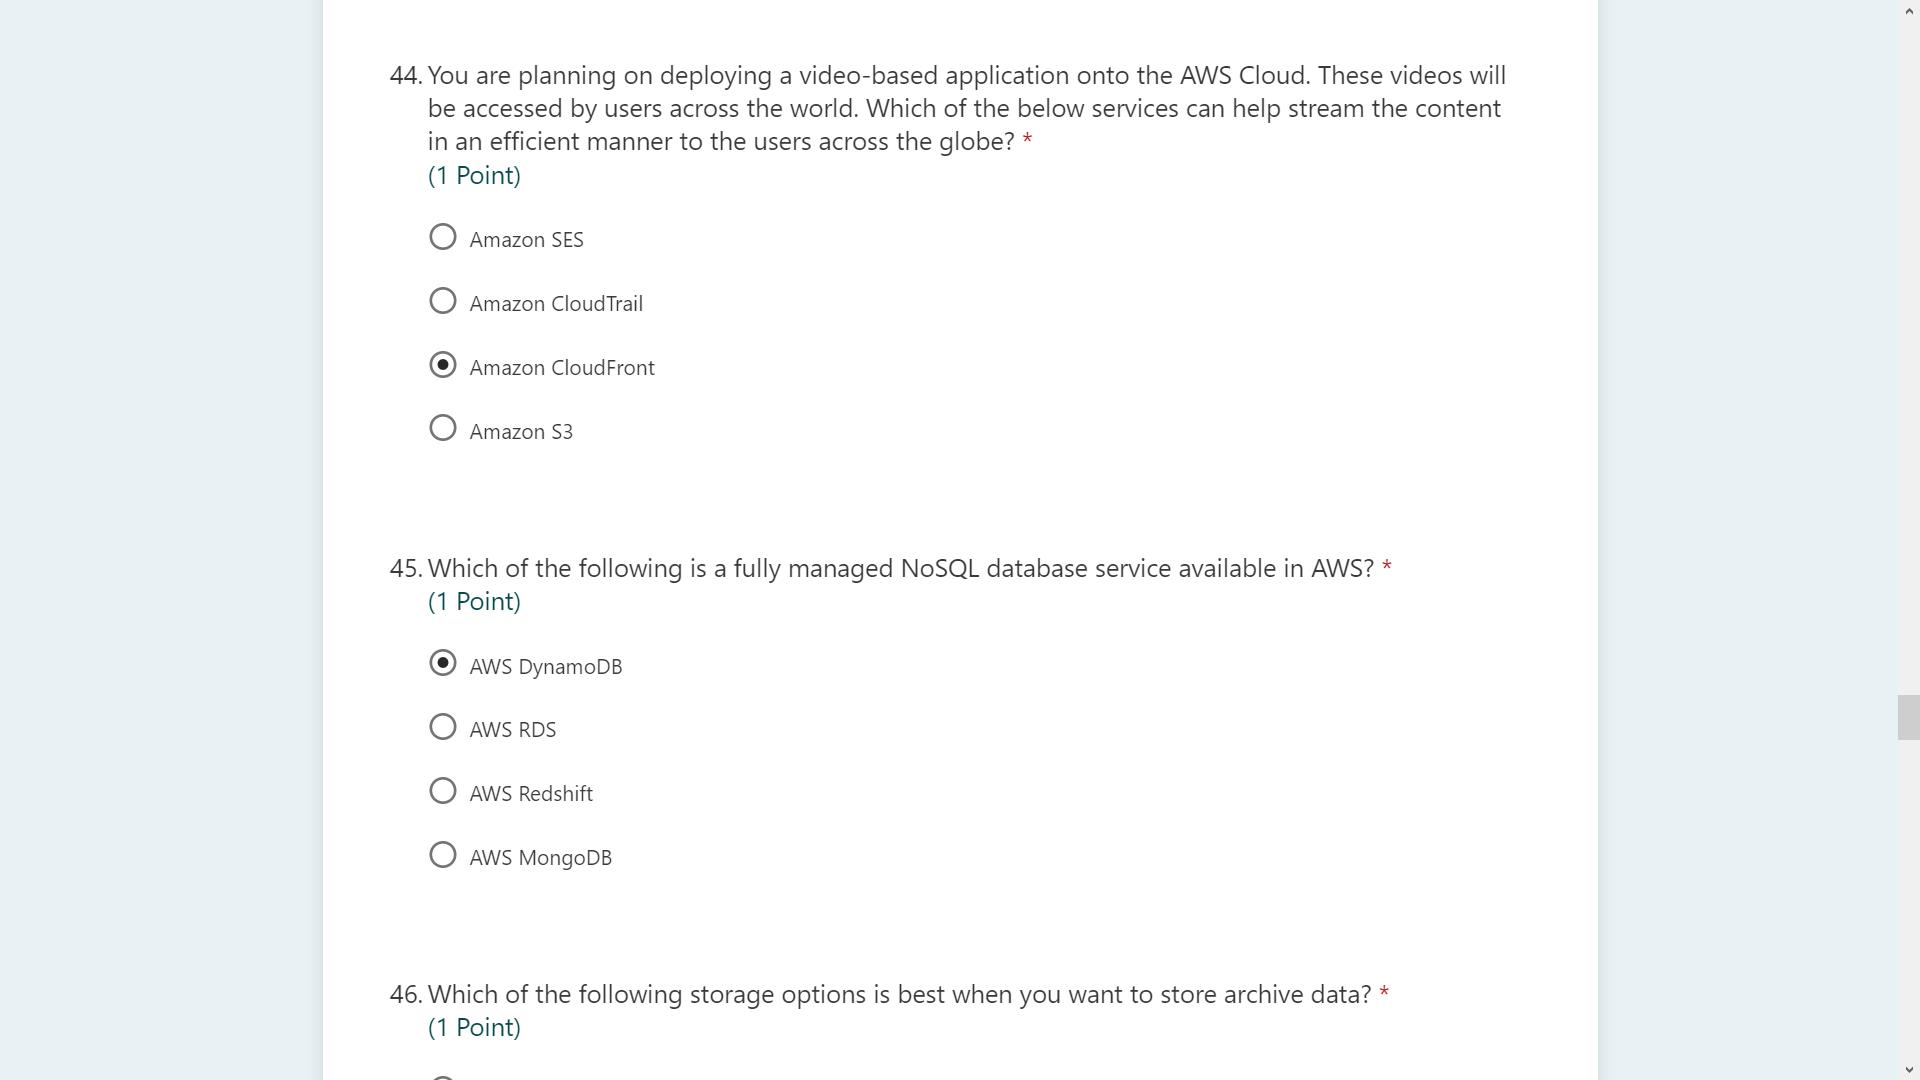 44. You are planning on deploying a video-based application onto the AWS Cloud. These videos will
be accessed by users across the world. Which of the below services can help stream the content
in an efficient manner to the users across the globe? *
(1 Point)
Amazon SES
Amazon CloudTrail
Amazon CloudFront
Amazon S3
45. Which of the following is a fully managed NoSQL database service available in AWS? *
(1 Point)
AWS DynamoDB
AWS RDS
AWS Redshift
AWS MongoDB
46. Which of the following storage options is best when you want to store archive data? *
(1 Point)